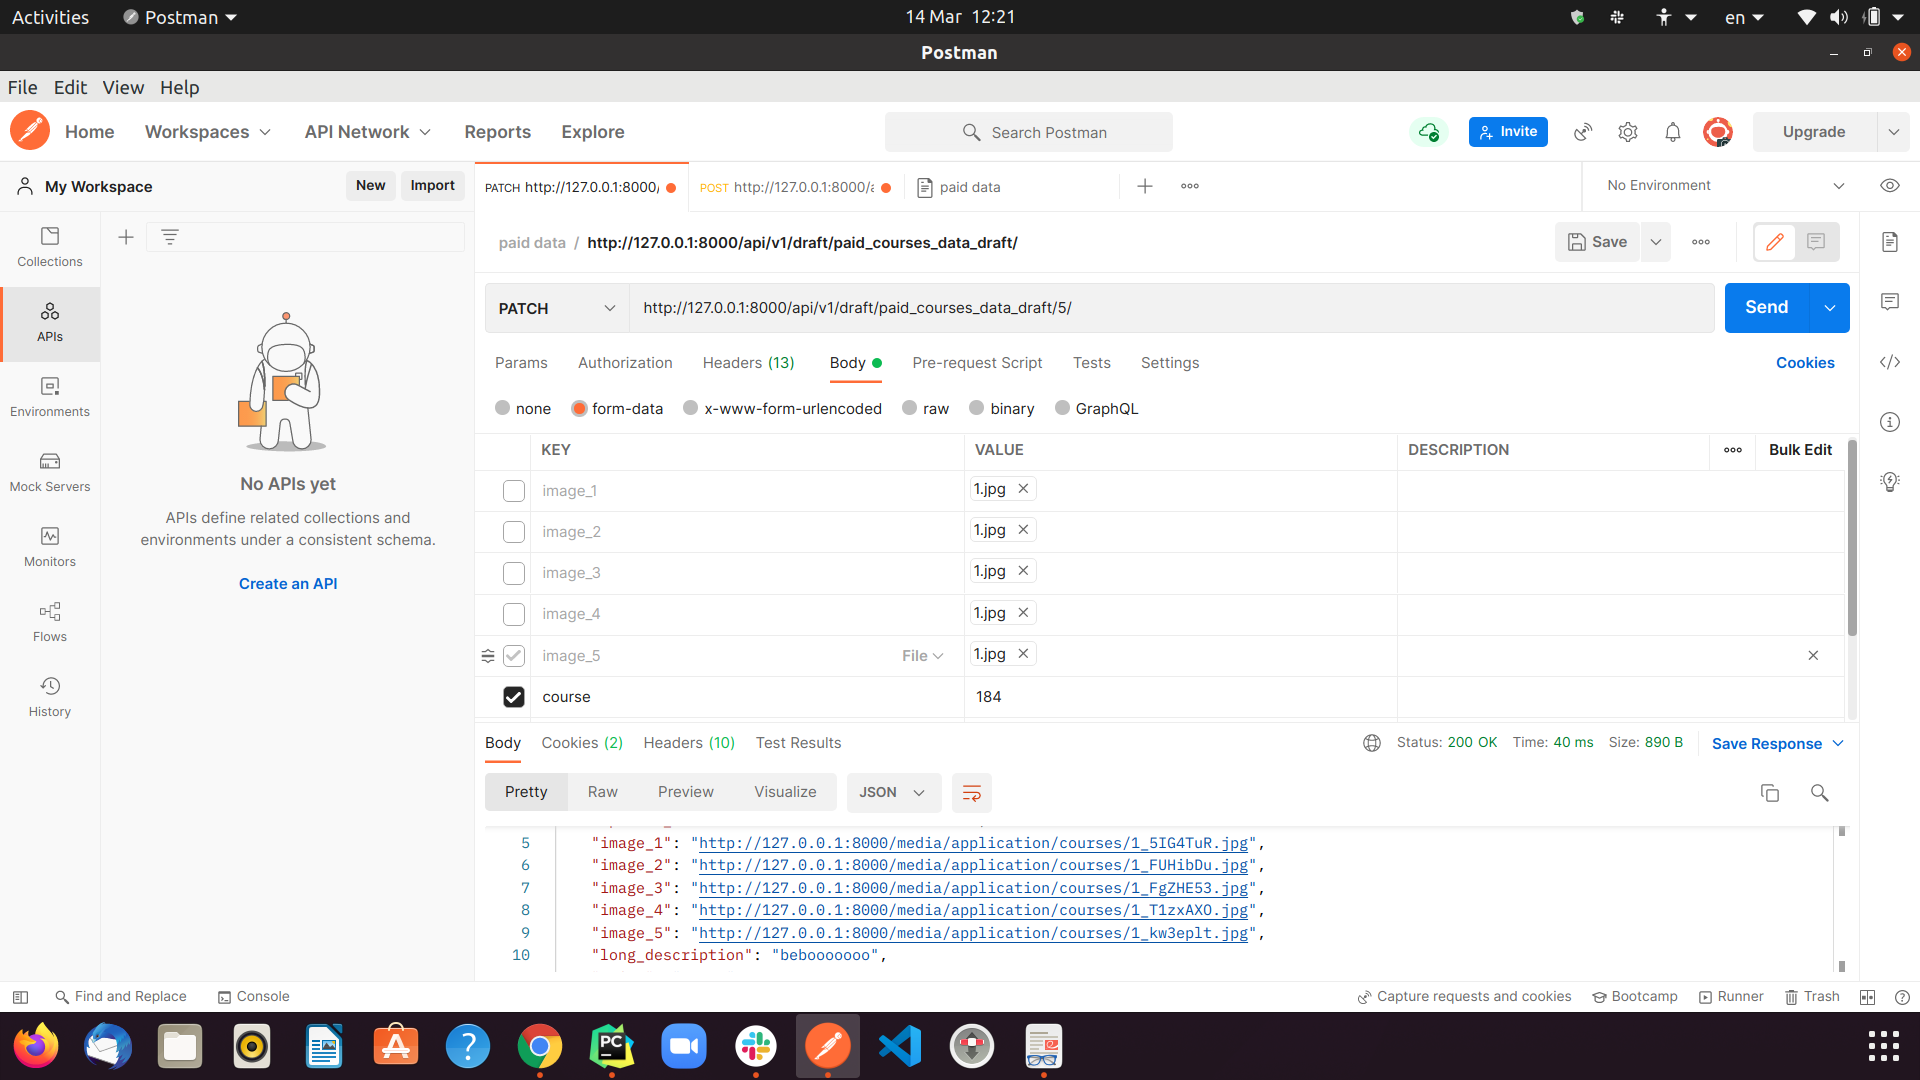 Activities
Postman
14 Mar 12:21
en
Postman
File Edit View Help
Home Workspaces API Network Reports Explore
Search Postman
Invite
Upgrade
My Workspace
New Import
PATCH http://127.0.0.1:8000/
POST http://127.0.0.1:8000/a
paid data
No Environment
Collections
APIs
Environments
Mock Servers
Monitors
Flows
History
No APIs yet
APIs define related collections and
environments under a consistent schema.
Create an API
paid data / http://127.0.0.1:8000/api/v1/draft/paid_courses_data_draft/
Save
PATCH http://127.0.0.1:8000/api/v1/draft/paid_courses_data_draft/5/
Send
Params Authorization Headers (13) Body Pre-request Script Tests Settings
Cookies
none form-data x-www-form-urlencoded raw binary GraphQL
KEY VALUE DESCRIPTION Bulk Edit
image_1 1.jpg
image_2 1.jpg
image_3 1.jpg
image_4 1.jpg
image_5 File 1.jpg
course 184
Body Cookies (2) Headers (10) Test Results
Status: 200 OK Time: 40 ms Size: 890 B Save Response
Pretty Raw Preview Visualize JSON
5 "image_1": "http://127.0.0.1:8000/media/application/courses/1_5IG4TuR.jpg",
6 "image_2": "http://127.0.0.1:8000/media/application/courses/1_FUHibDu.jpg",
7 "image_3": "http://127.0.0.1:8000/media/application/courses/1_FgZHE53.jpg",
8 "image_4": "http://127.0.0.1:8000/media/application/courses/1_T1zxAXO.jpg",
9 "image_5": "http://127.0.0.1:8000/media/application/courses/1_kw3eplt.jpg",
10 "long_description": "bebooooooo",
Find and Replace Console
Capture requests and cookies Bootcamp Runner Trash
PC